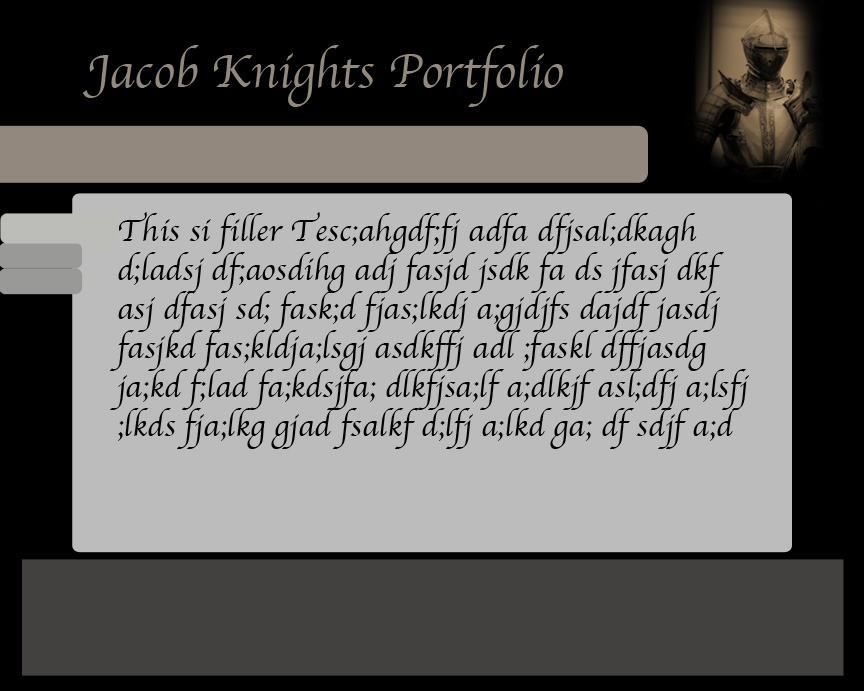 Jacob Knights Portfolio
This si filler Tesc;ahgdf;fj adfa dfjsal;dkagh
d;ladsj df;aosdihg adj fasjd jsdk fa ds jfasj dkf
asj dfasj sd; fask;d fjas;lkdj a;gjdjfs dajdf jasdj
fasjkd fas;kldja;lsgj asdkffj adl ;faskl dffjasdg
ja;kd f;lad fa;kdsjfa; dlkfjsa;lf a;dlkjf asl;dfj a;lsfj
;lkds fja;lkg gjad fsalkf d;lfj a;lkd ga; df sdjf a;d